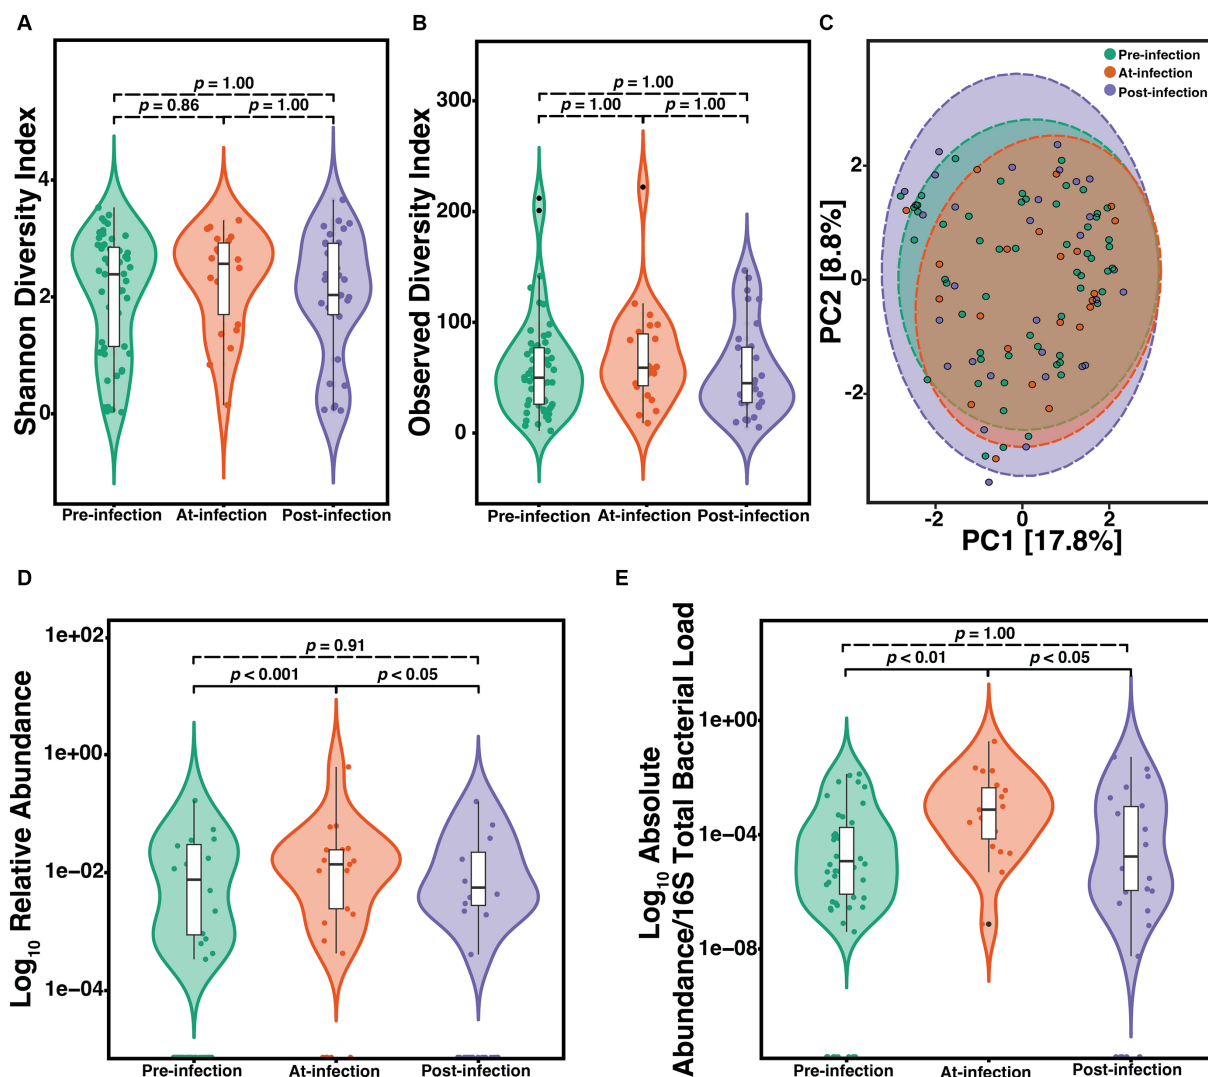 A
Shannon Diversity Index
4
2
0
p = 1.00
p = 0.86
p = 1.00
Pre-infection
At-infection
Post-infection
B
Observed Diversity Index
300
200
100
0
p = 1.00
p = 1.00
p = 1.00
Pre-infection
At-infection
Post-infection
C
Pre-infection
At-infection
Post-infection
PC2 [8.8%]
2
0
-2
-2
0
2
PC1 [17.8%]
D
Log10 Relative Abundance
1e+02
1e+00
1e−02
1e−04
p = 0.91
p < 0.001
p < 0.05
Pre-infection
At-infection
Post-infection
E
Log10 Absolute
Abundance/16S Total Bacterial Load
1e+00
1e−04
1e−08
p = 1.00
p < 0.01
p < 0.05
Pre-infection
At-infection
Post-infection